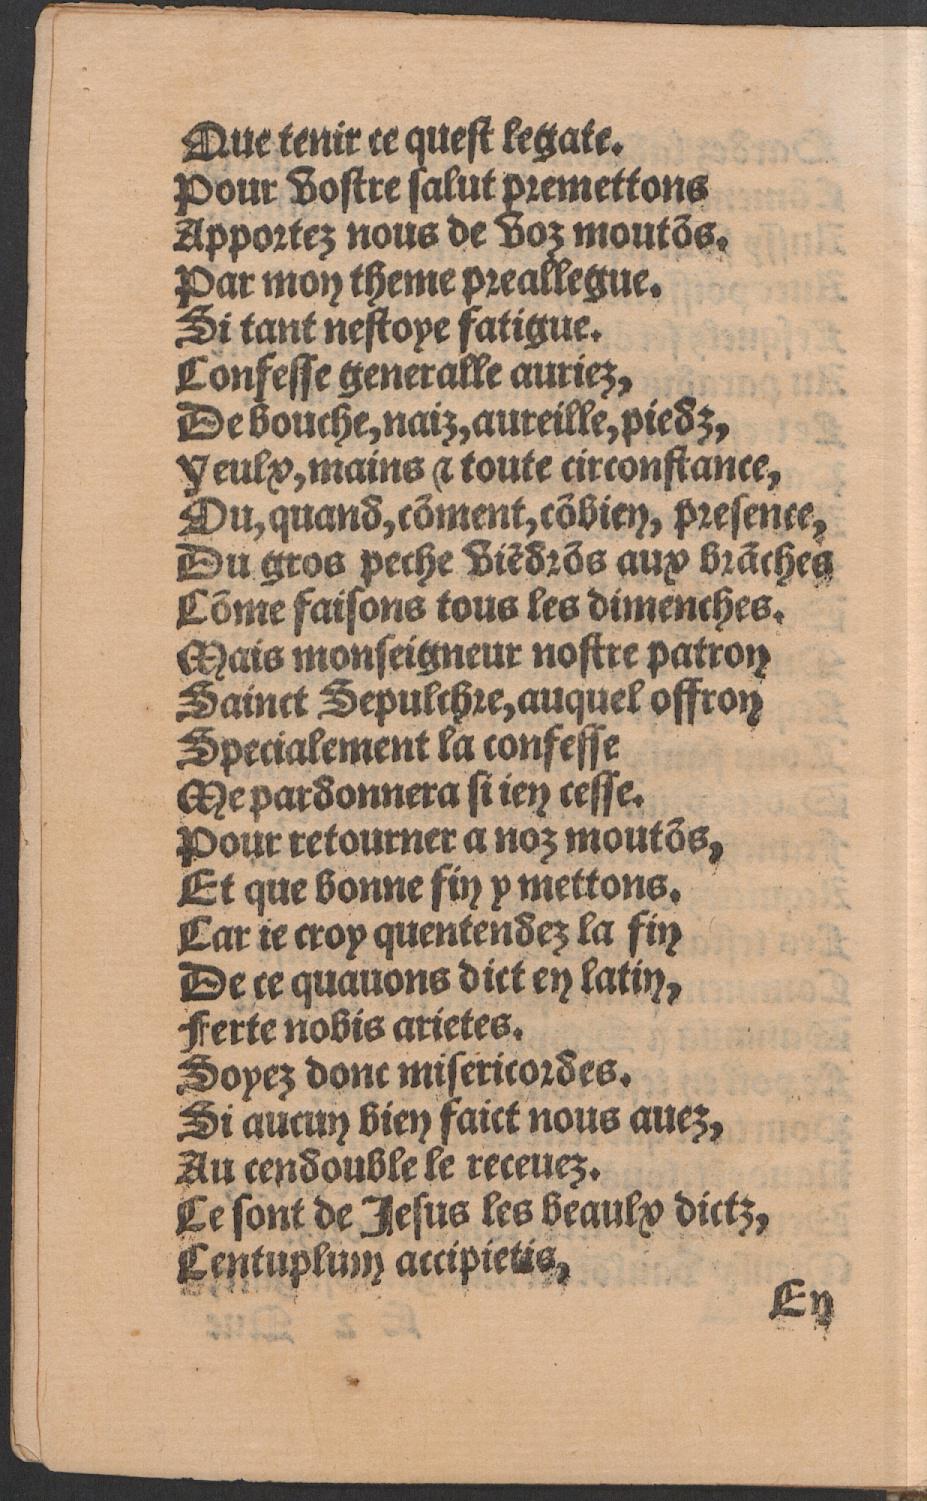 Que tenir ce quest legate.
Pour vostre salut premettons
Apportez nous de voz moutõs.
Par mon theme preallegue.
Si tant nestoye fatigue.
Confesse generalle auriez,
De bouche, naiz, aureille, piedz,
Yeulx, mains ⁊ toute circonstance,
Ou, quand, cõment, cõbien, presence,
Du gros peche viẽdrõs aux brãches
Cõme faisons tous les dimenches.
Mais monseigneur nostre patron
Sainct Sepulchre, auquel offron
Specialement la confesse
Me pardonnera si ien cesse.
Pour retourner a noz moutõs,
Et que bonne fin y mettons.
Car ie croy quentendez la fin
De ce quauons dict en latin,
Ferte nobis arietes.
Soyez donc misericordes.
Si aucun bien faict nous auez,
Au cendouble le receuez.
Ce sont de Jesus les beaulx dictz,
Centuplum accipietis,
En